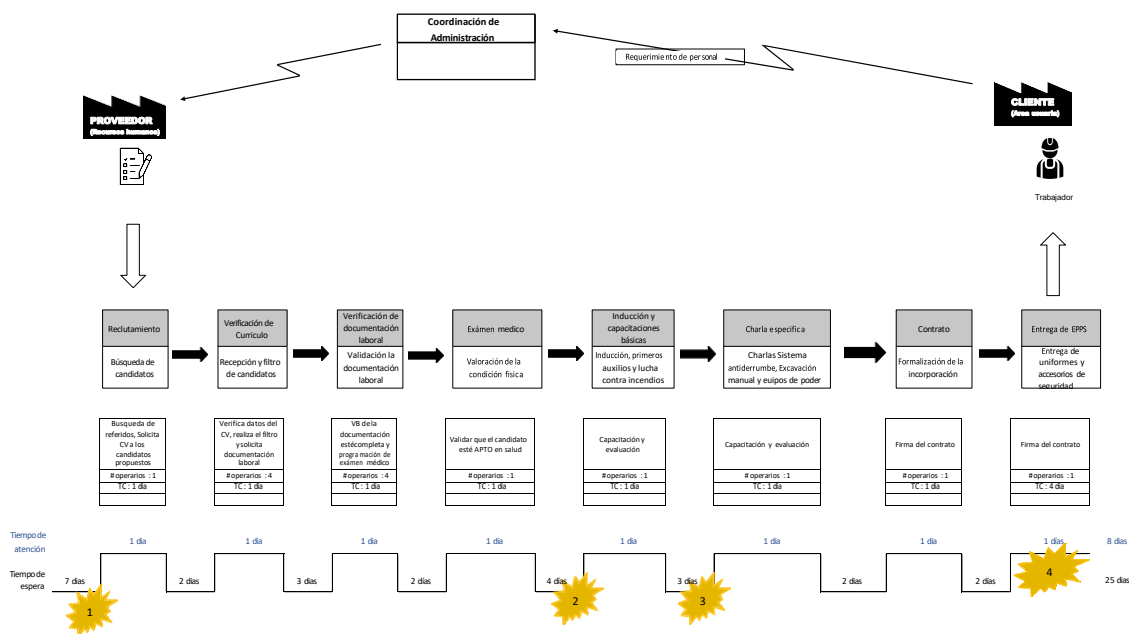 Coordinación de
Administración
Requerimiento de personal
PROVEEDOR
(Recursos humanos)
CLIENTE
(Area usuaria)
Trabajador
Reclutamiento
Búsqueda de
candidatos
Verificación de
Curriculo
Recepción y filtro
de candidatos
Verificación de
documentación
laboral
Validación la
documentación
laboral
Exámen medico
Valoración de la
condición fisica
Inducción y
capacitaciones
básicas
Inducción, primeros
auxilios y lucha
contra incendios
Charla especifica
Charlas Sistema
antiderrumbe, Excavación
manual y euipos de poder
Contrato
Formalización de la
incorporación
Entrega de EPPS
Entrega de
uniformes y
accesorios de
seguridad
Busqueda de
referidos, Solicita
CV a los
candidatos
propuestos
#operarios : 1
TC : 1 dia
Verifica datos del
CV, realiza el filtro
y solicita
documentación
laboral
#operarios : 4
TC : 1 dia
VB de la
documentación
estécompleta y
programación de
exámen médico
#operarios : 4
TC : 1 dia
Validar que el candidato
esté APTO en salud
#operarios : 1
TC : 1 dia
Capacitación y
evaluación
#operarios : 1
TC : 1 dia
Capacitación y evaluación
#operarios : 1
TC : 1 dia
Firma del contrato
#operarios : 1
TC : 1 dia
Firma del contrato
#operarios : 1
TC : 4 dia
Tiempo de
atención
1 dia
1 dia
1 dia
1 dia
1 dia
1 dia
1 dia
1 dias
8 dias
Tiempo de
espera
7 dias
2 dias
3 dias
2 dias
4 dias
3 dias
2 dias
2 dias
25 dias
1
2
3
4